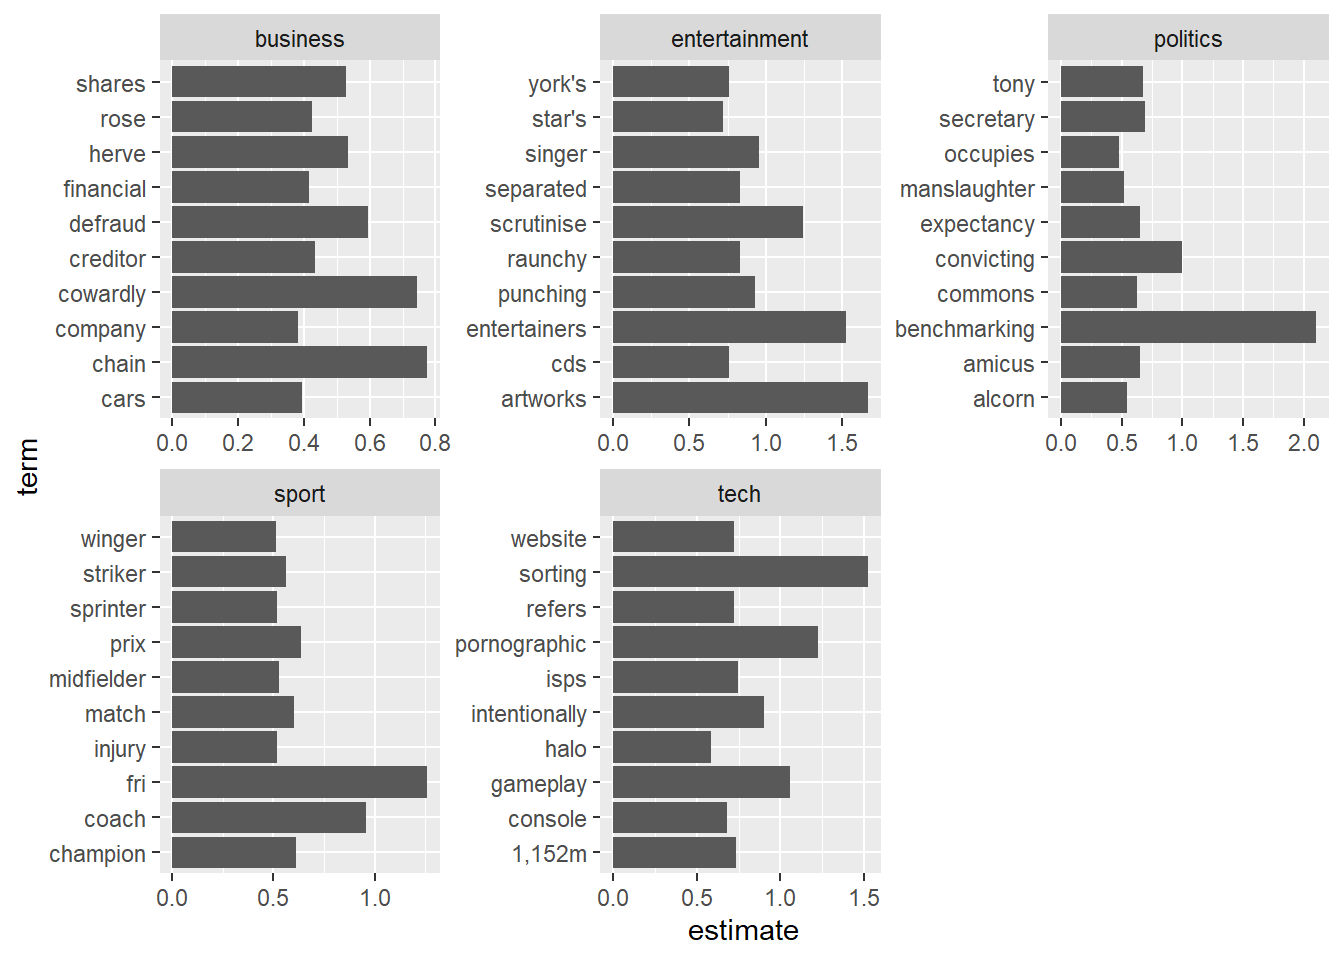 business
shares
rose
herve
financial
defraud
creditor
cowardly
company
chain
cars
0.0 0.2 0.4 0.6 0.8
entertainment
york's
star's
singer
separated
scrutinise
raunchy
punching
entertainers
cds
artworks
0.0 0.5 1.0 1.5
politics
tony
secretary
occupies
manslaughter
expectancy
convicting
commons
benchmarking
amicus
alcorn
0.0 0.5 1.0 1.5 2.0
term
sport
winger
striker
sprinter
prix
midfielder
match
injury
fri
coach
champion
0.0 0.5 1.0
tech
website
sorting
refers
pornographic
isps
intentionally
halo
gameplay
console
1,152m
0.0 0.5 1.0 1.5
estimate